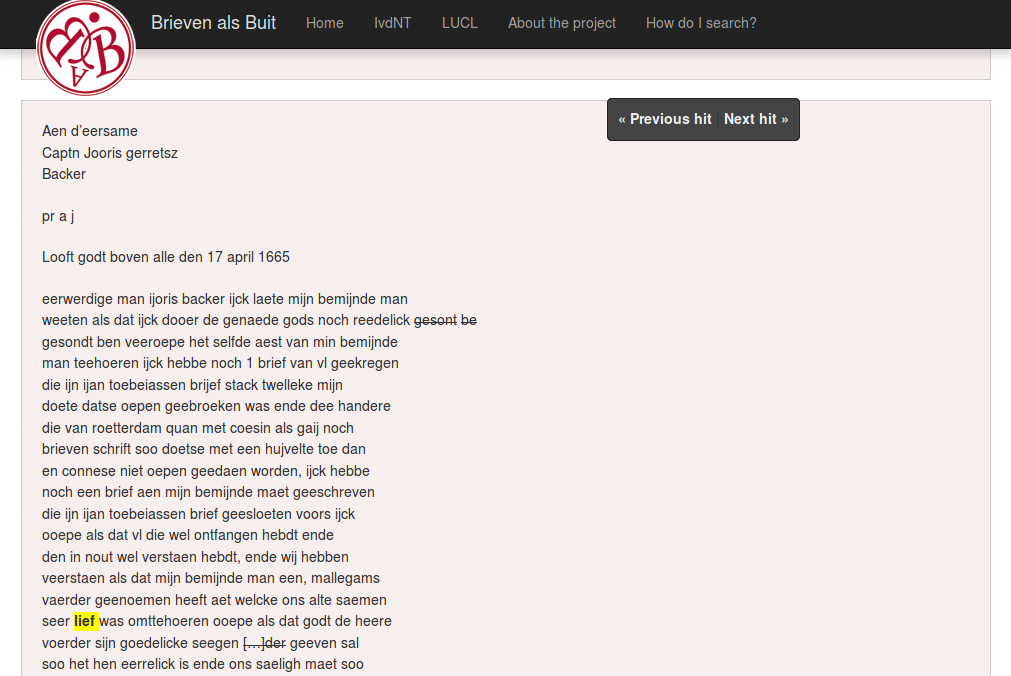 Brieven als Buit Home IvdNT LUCL About the project How do I search?
« Previous hit | Next hit »
Aen d'eersame
Captn Jooris gerretsz
Backer
pr a j
Looft godt boven alle den 17 april 1665
eerwerdige man ijoris backer ijck laete mijn bemijnde man
weeten als dat ijck dooer de genaede gods noch reedelick gesont be
gesondt ben veeroepe het selfde aest van min bemijnde
man teehoeren ijck hebbe noch 1 brief van vl geekregen
die ijn ijan toebeiassen brijef stack twelleke mijn
doete datse oepen geebroeken was ende dee handere
die van roetterdam quan met coesin als gaij noch
brieven schrift soo doetse met een hujvelte toe dan
en connese niet oepen geedaen worden, ijck hebbe
noch een brief aen mijn bemijnde maet geeschreven
die ijn ijan toebeiassen brief geesloeten voors ijck
ooepe als dat vl die wel ontfangen hebdt ende
den in nout wel verstaen hebdt, ende wij hebben
veerstaen als dat mijn bemijnde man een, mallegams
vaerder geenoemen heeft aet welcke ons alte saemen
seer lief was omttehoeren ooepe als dat godt de heere
voerder sijn goedelicke seegen [...]der geeven sal
soo het hen eerrelick is ende ons saeligh maet soo